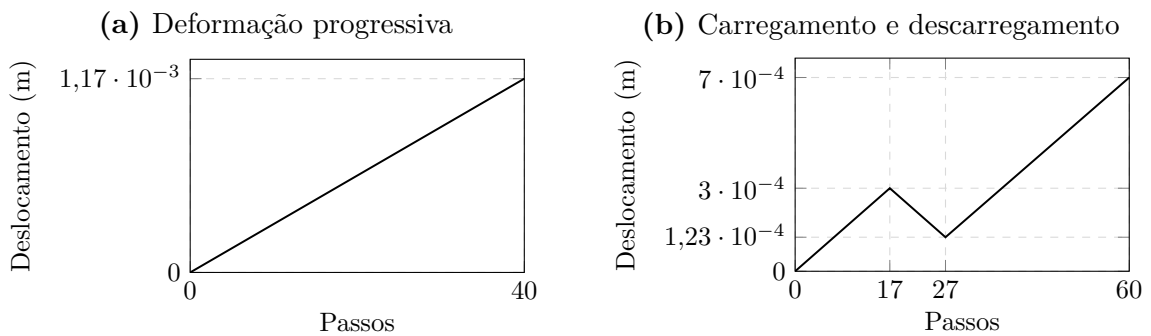 (a) Deformação progressiva
Deslocamento (m)
1,17 · 10⁻³
0
0 40
Passos
(b) Carregamento e descarregamento
Deslocamento (m)
7 · 10⁻⁴
3 · 10⁻⁴
1,23 · 10⁻⁴
0
0 17 27 60
Passos